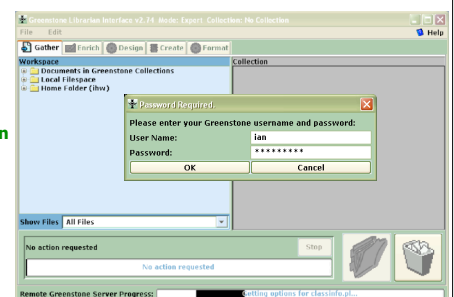 Greenstone Librarian Interface v2.74 Mode: Expert Collection: No Collection
File Edit
Help
Gather Enrich Design Create Format
Workspace
Collection
Documents in Greenstone Collections
Local Filespace
Home Folder (ihw)
Password Required
Please enter your Greenstone username and password:
User Name: ian
Password: *********
OK Cancel
n
Show Files All Files
No action requested
Stop
No action requested
Remote Greenstone Server Progress: Getting options for classinfo.pl...